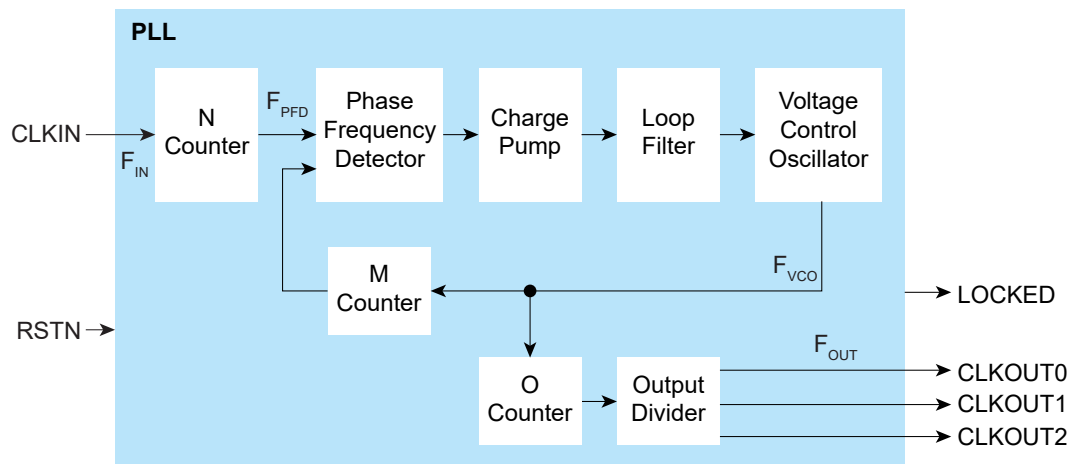 PLL
CLKIN
F_IN
N
Counter
F_PFD
Phase
Frequency
Detector
Charge
Pump
Loop
Filter
Voltage
Control
Oscillator
M
Counter
F_VCO
RSTN
LOCKED
O
Counter
Output
Divider
F_OUT
CLKOUT0
CLKOUT1
CLKOUT2